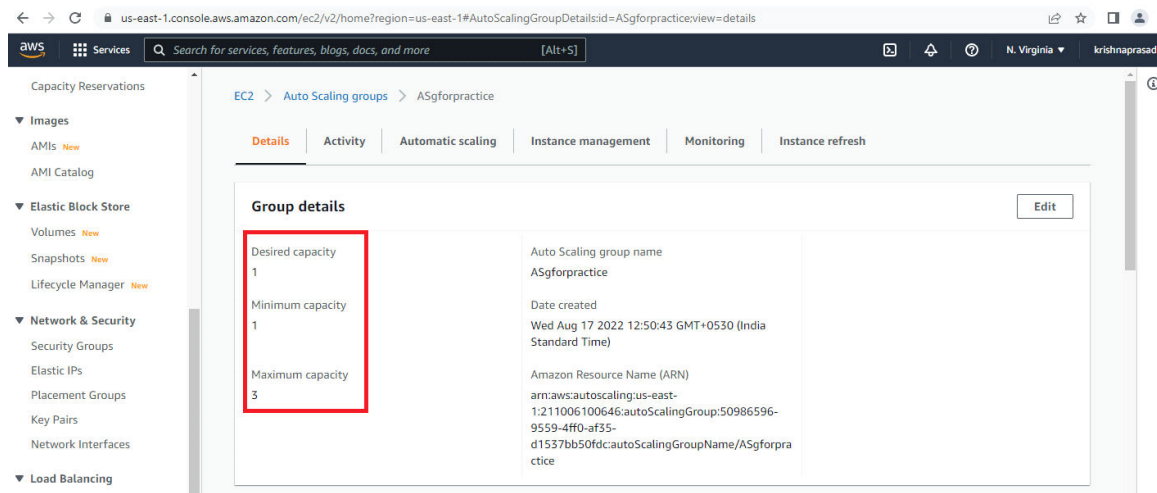 us-east-1.console.aws.amazon.com/ec2/v2/home?region=us-east-1#AutoScalingGroupDetails:id=ASgforpractice;view=details
aws
Services
Search for services, features, blogs, docs, and more
[Alt+S]
N. Virginia ▼
krishnaprasad
Capacity Reservations
▼ Images
AMIs New
AMI Catalog
▼ Elastic Block Store
Volumes New
Snapshots New
Lifecycle Manager New
▼ Network & Security
Security Groups
Elastic IPs
Placement Groups
Key Pairs
Network Interfaces
▼ Load Balancing
EC2 > Auto Scaling groups > ASgforpractice
Details
Activity
Automatic scaling
Instance management
Monitoring
Instance refresh
Group details
Edit
Desired capacity
1
Minimum capacity
1
Maximum capacity
3
Auto Scaling group name
ASgforpractice
Date created
Wed Aug 17 2022 12:50:43 GMT+0530 (India
Standard Time)
Amazon Resource Name (ARN)
arn:aws:autoscaling:us-east-
1:211006100646:autoScalingGroup:50986596-
9559-4ff0-af35-
d1537bb50fdc:autoScalingGroupName/ASgforpra
ctice